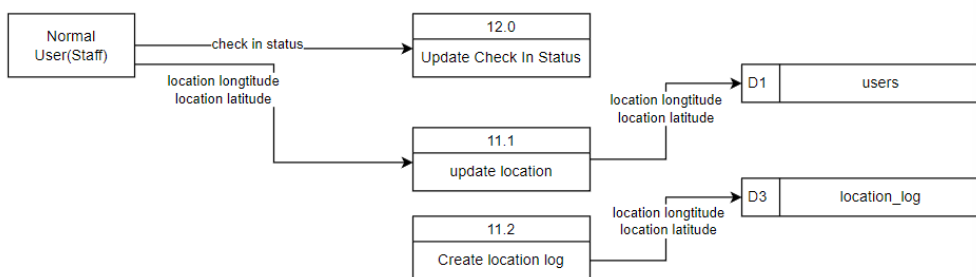 Normal
User(Staff)
check in status
12.0
Update Check In Status
location longtitude
location latitude
location longtitude
location latitude
D1
users
11.1
update location
location longtitude
location latitude
D3
location_log
11.2
Create location log